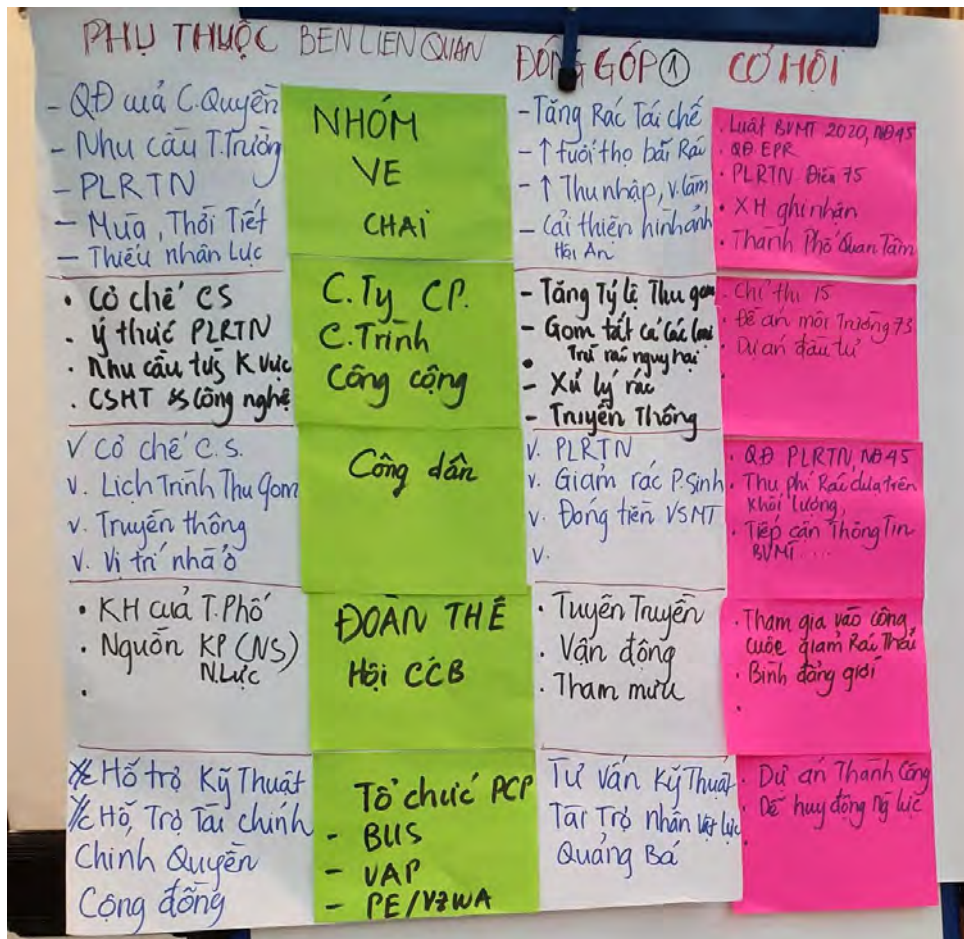 PHỤ THUỘC BÊN LIÊN QUAN ĐÓNG GÓP ① CƠ HỘI
- QĐ cuả C.Quyền
- Nhu cầu T.Trường
- PLRTN
- Mưa, Thời Tiết
- Thiếu nhân Lực
NHÓM
VE
CHAI
- Tăng Rác Tái chế
- ↑ tuổi thọ bãi Rác
- ↑ Thu nhập, v.làm
- Cải thiện hình ảnh
Hội An
. Luật BVMT 2020, NĐ45
. QĐ EPR
. PLRTN Điều 75
. XH ghi nhận
. Thành Phố Quan Tâm
. Cơ chế CS
. ý thức PLRTN
. Nhu cầu từg K vực
. CSHT & Công nghệ
C.Ty CP.
C.Trình
Công cộng
- Tăng Tỷ lệ Thu gom
- Gom tất cả các loại
. Trừ rác nguy hại
- Xử lý rác
- Truyền Thông
. Chỉ thị 15
. Đề án môi Trường 73
. Dự án đầu tư
.
v Cơ chế C.S.
v. Lịch Trình Thu Gom
v. Truyền thông
v. Vị trí nhà ở
Công dân
v. PLRTN
v. Giảm rác P.Sinh
v. Đóng tiền VSMT
v.
. QĐ PLRTN, NĐ45
. Thu phí Rác dựa trên
khối lượng,
. Tiếp cận Thông Tin
BVMT....
. KH cuả T.Phố
. Nguồn KP (NS)
N.Lực
.
ĐOÀN THỂ
Hội CCB
. Tuyên Truyền
. Vận động
. Tham mưu
. Tham gia vào công
cuộc giảm Rác Thải
. Bình đẳng giới
.
Hỗ trợ Kỹ Thuật
Hỗ Trợ Tài chính
Chính Quyền
Cộng đồng
Tổ chức PCP
- BUS
- VAP
- PE/VZWA
Tư vấn Kỹ Thuật
Tài Trợ nhân vật lực
Quảng Bá
. Dự án Thành Công
. Dễ huy động ng lực
.